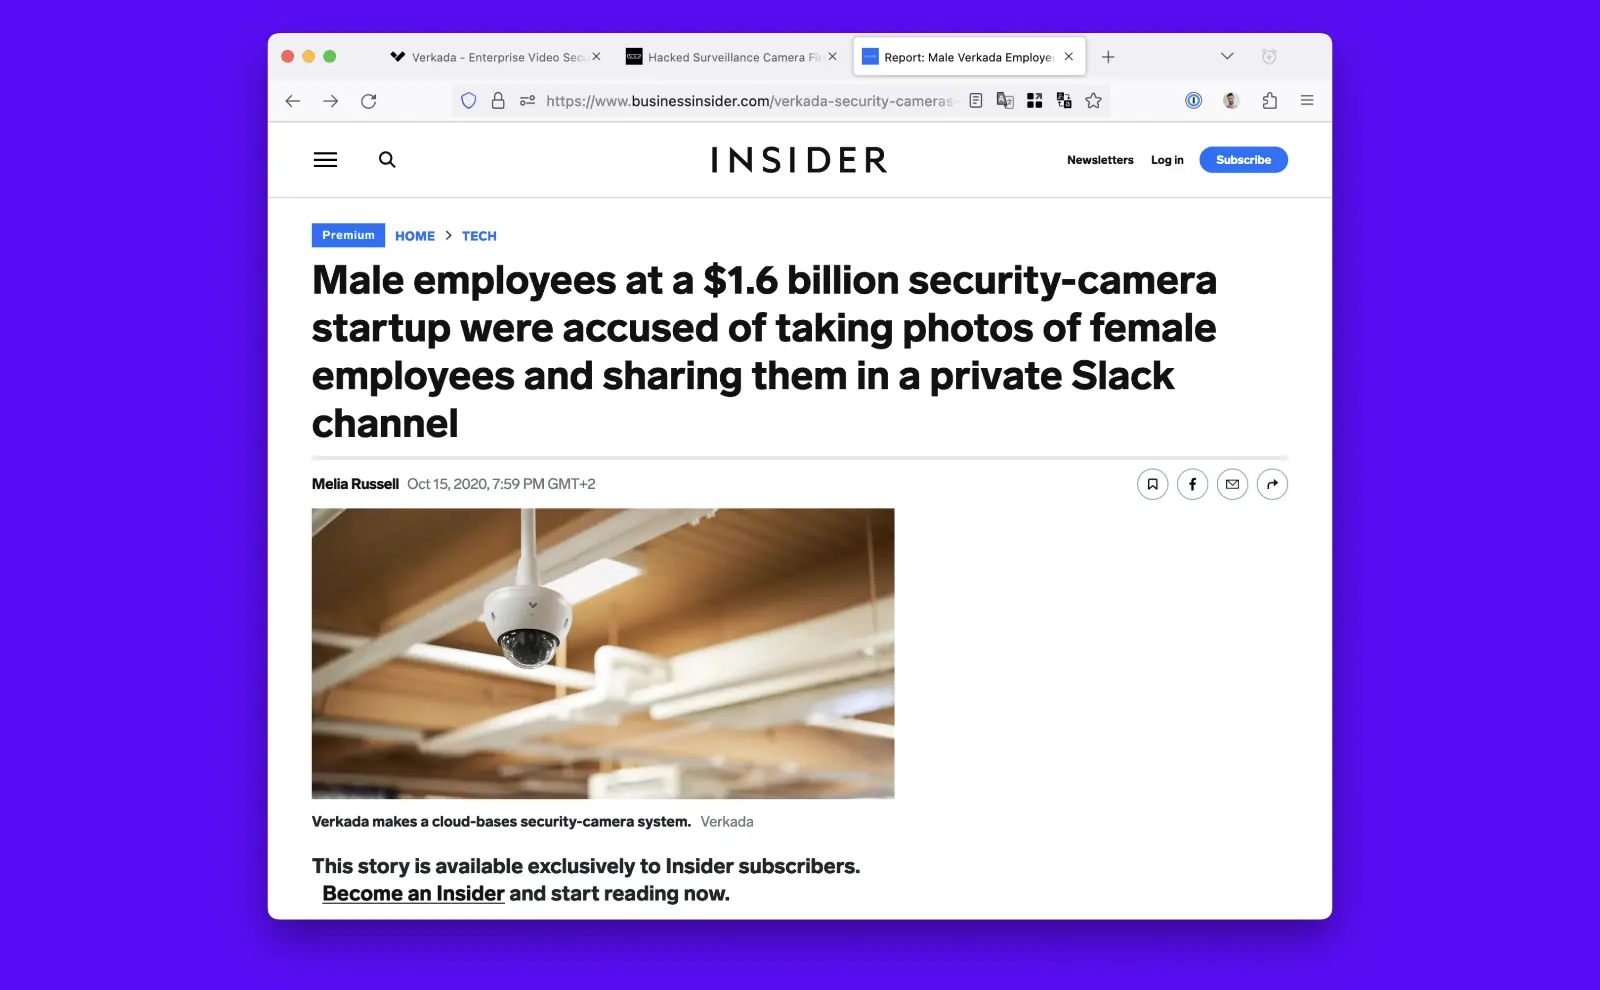 Verkada - Enterprise Video Secu
Hacked Surveillance Camera Fi
Report: Male Verkada Employe
https://www.businessinsider.com/verkada-security-cameras-
INSIDER
Newsletters
Log in
Subscribe
Premium
HOME > TECH
Male employees at a $1.6 billion security-camera
startup were accused of taking photos of female
employees and sharing them in a private Slack
channel
Melia Russell Oct 15, 2020, 7:59 PM GMT+2
Verkada makes a cloud-bases security-camera system. Verkada
This story is available exclusively to Insider subscribers.
Become an Insider and start reading now.